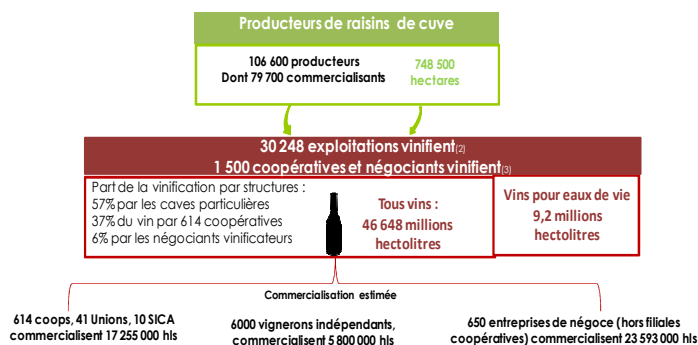 Producteurs de raisins de cuve
106 600 producteurs
Dont 79 700 commercialisants
748 500
hectares
30 248 exploitations vinifient(2)
1 500 coopératives et négociants vinifient(3)
Part de la vinification par structures :
57% par les caves particulières
37% du vin par 614 coopératives
6% par les négociants vinificateurs
Tous vins :
46 648 millions
hectolitres
Vins pour eaux de vie
9,2 millions
hectolitres
Commercialisation estimée
614 coops, 41 Unions, 10 SICA
commercialisent 17 255 000 hls
6000 vignerons indépendants,
commercialisent 5 800 000 hls
650 entreprises de négoce (hors filiales
coopératives) commercialisent 23 593 000 hls